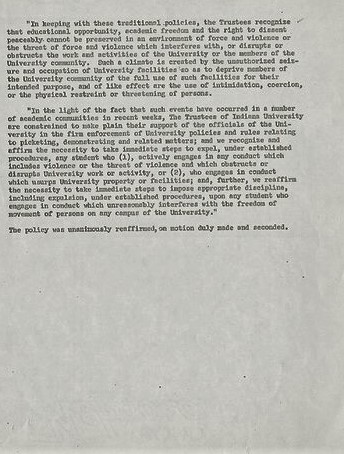 "In keeping with these traditional policies, the Trustees recognize
that educational opportunity, academic freedom and the right to dissent
peaceably cannot be preserved in an environment of force and violence or
the threat of force and violence which interferes with, or disrupts or
obstructs the work and activities of the University or the members of the
University community. Such a climate is created by the unauthorized seiz-
ure and occupation of University facilities so as to deprive members of
the University community of the full use of such facilities for their
intended purpose, and of like effect are the use of intimidation, coercion,
or the physical restraint or threatening of persons.
"In the light of the fact that such events have occurred in a number
of academic communities in recent weeks, The Trustees of Indiana University
are constrained to make plain their support of the officials of the Uni-
versity in the firm enforcement of University policies and rules relating
to picketing, demonstrating and related matters; and we recognize and
affirm the necessity to take immediate steps to expel, under established
procedures, any student who (1), actively engages in any conduct which
includes violence or the threat of violence and which obstructs or
disrupts University work or activity, or (2), who engages in conduct
which usurps University property or facilities; and, further, we reaffirm
the necessity to take immediate steps to impose appropriate discipline,
including expulsion, under established procedures, upon any student who
engages in conduct which unreasonably interferes with the freedom of
movement of persons on any campus of the University."
The policy was unanimously reaffirmed, on motion duly made and seconded.